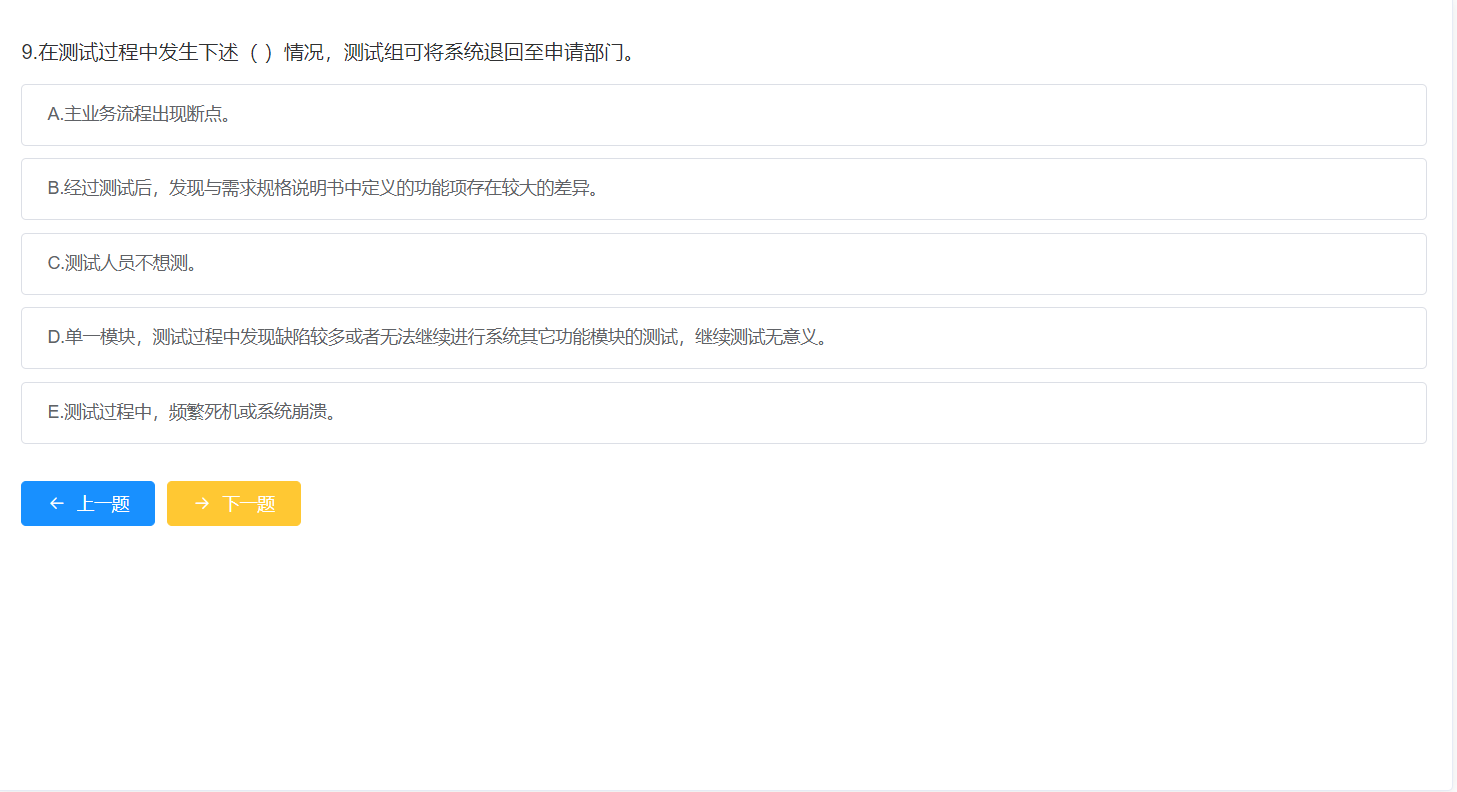 9.在测试过程中发生下述（ ）情况，测试组可将系统退回至申请部门。
A.主业务流程出现断点。
B.经过测试后，发现与需求规格说明书中定义的功能项存在较大的差异。
C.测试人员不想测。
D.单一模块，测试过程中发现缺陷较多或者无法继续进行系统其它功能模块的测试，继续测试无意义。
E.测试过程中，频繁死机或系统崩溃。
← 上一题 → 下一题